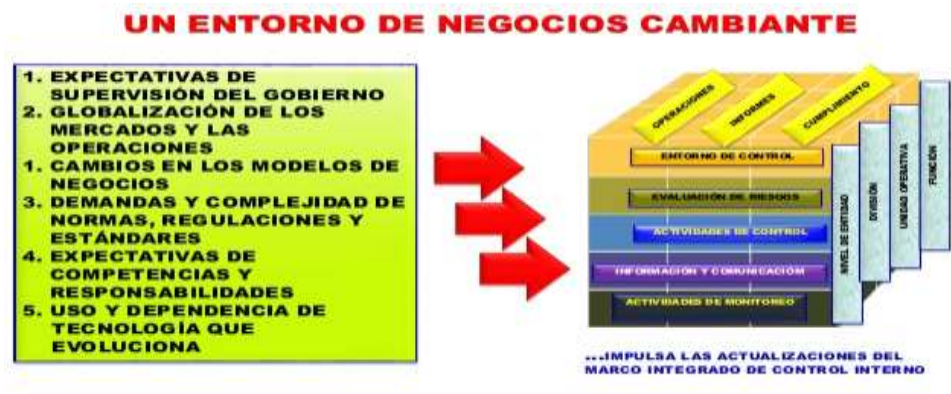 UN ENTORNO DE NEGOCIOS CAMBIANTE
1. EXPECTATIVAS DE
SUPERVISIÓN DEL GOBIERNO
2. GLOBALIZACIÓN DE LOS
MERCADOS Y LAS
OPERACIONES
1. CAMBIOS EN LOS MODELOS DE
NEGOCIOS
3. DEMANDAS Y COMPLEJIDAD DE
NORMAS, REGULACIONES Y
ESTÁNDARES
4. EXPECTATIVAS DE
COMPETENCIAS Y
RESPONSABILIDADES
5. USO Y DEPENDENCIA DE
TECNOLOGÍA QUE
EVOLUCIONA
OPERACIONES
INFORMES
CUMPLIMIENTO
ENTORNO DE CONTROL
EVALUACIÓN DE RIESGOS
ACTIVIDADES DE CONTROL
INFORMACIÓN Y COMUNICACIÓM
ACTIVIDADES DE MONITOREO
NIVEL DE ENTIDAD
DIVISIÓN
UNIDAD OPERATIVA
FUNCIÓN
...IMPULSA LAS ACTUALIZACIONES DEL
MARCO INTEGRADO DE CONTROL INTERNO